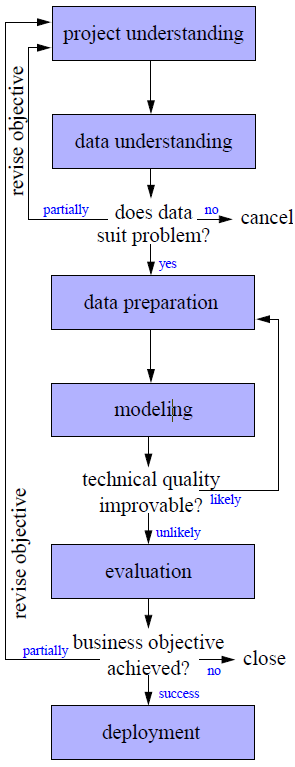 project understanding
revise objective
data understanding
partially
does data
no
cancel
suit problem?
yes
data preparation
modeling
technical quality
improvable?
likely
unlikely
revise objective
evaluation
partially
business objective
achieved?
no
close
success
deployment